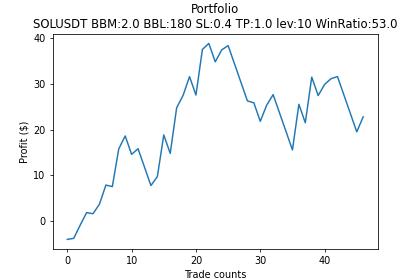 Portfolio
SOLUSDT BBM:2.0 BBL:180 SL:0.4 TP:1.0 lev:10 WinRatio:53.0
40
30
20
10
0
Profit ($)
0 10 20 30 40
Trade counts